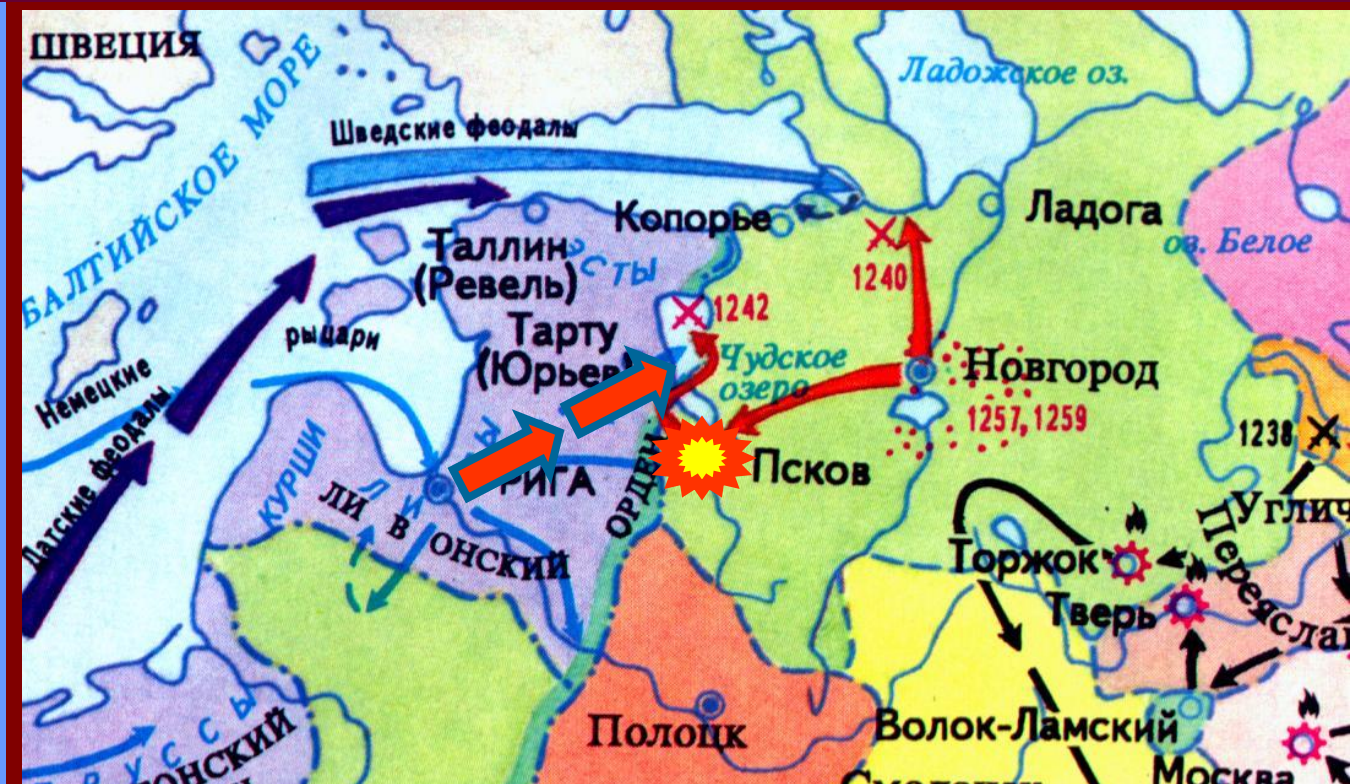 ШВЕЦИЯ
БАЛТИЙСКОЕ МОРЕ
Ладожское оз.
Шведские феодалы
Копорье
Ладога
оз. Белое
Таллин
(Ревель)
эсты
1240
1242
рыцари
Тарту
(Юрьев)
Чудское
озеро
Новгород
1257, 1259
Немецкие
Датские феодалы
1238
КУРШИ
РИГА
Псков
ЛИВОНСКИЙ
ОРДЕН
Углич
Торжок
Тверь
Полоцк
Волок-Ламский
Москва